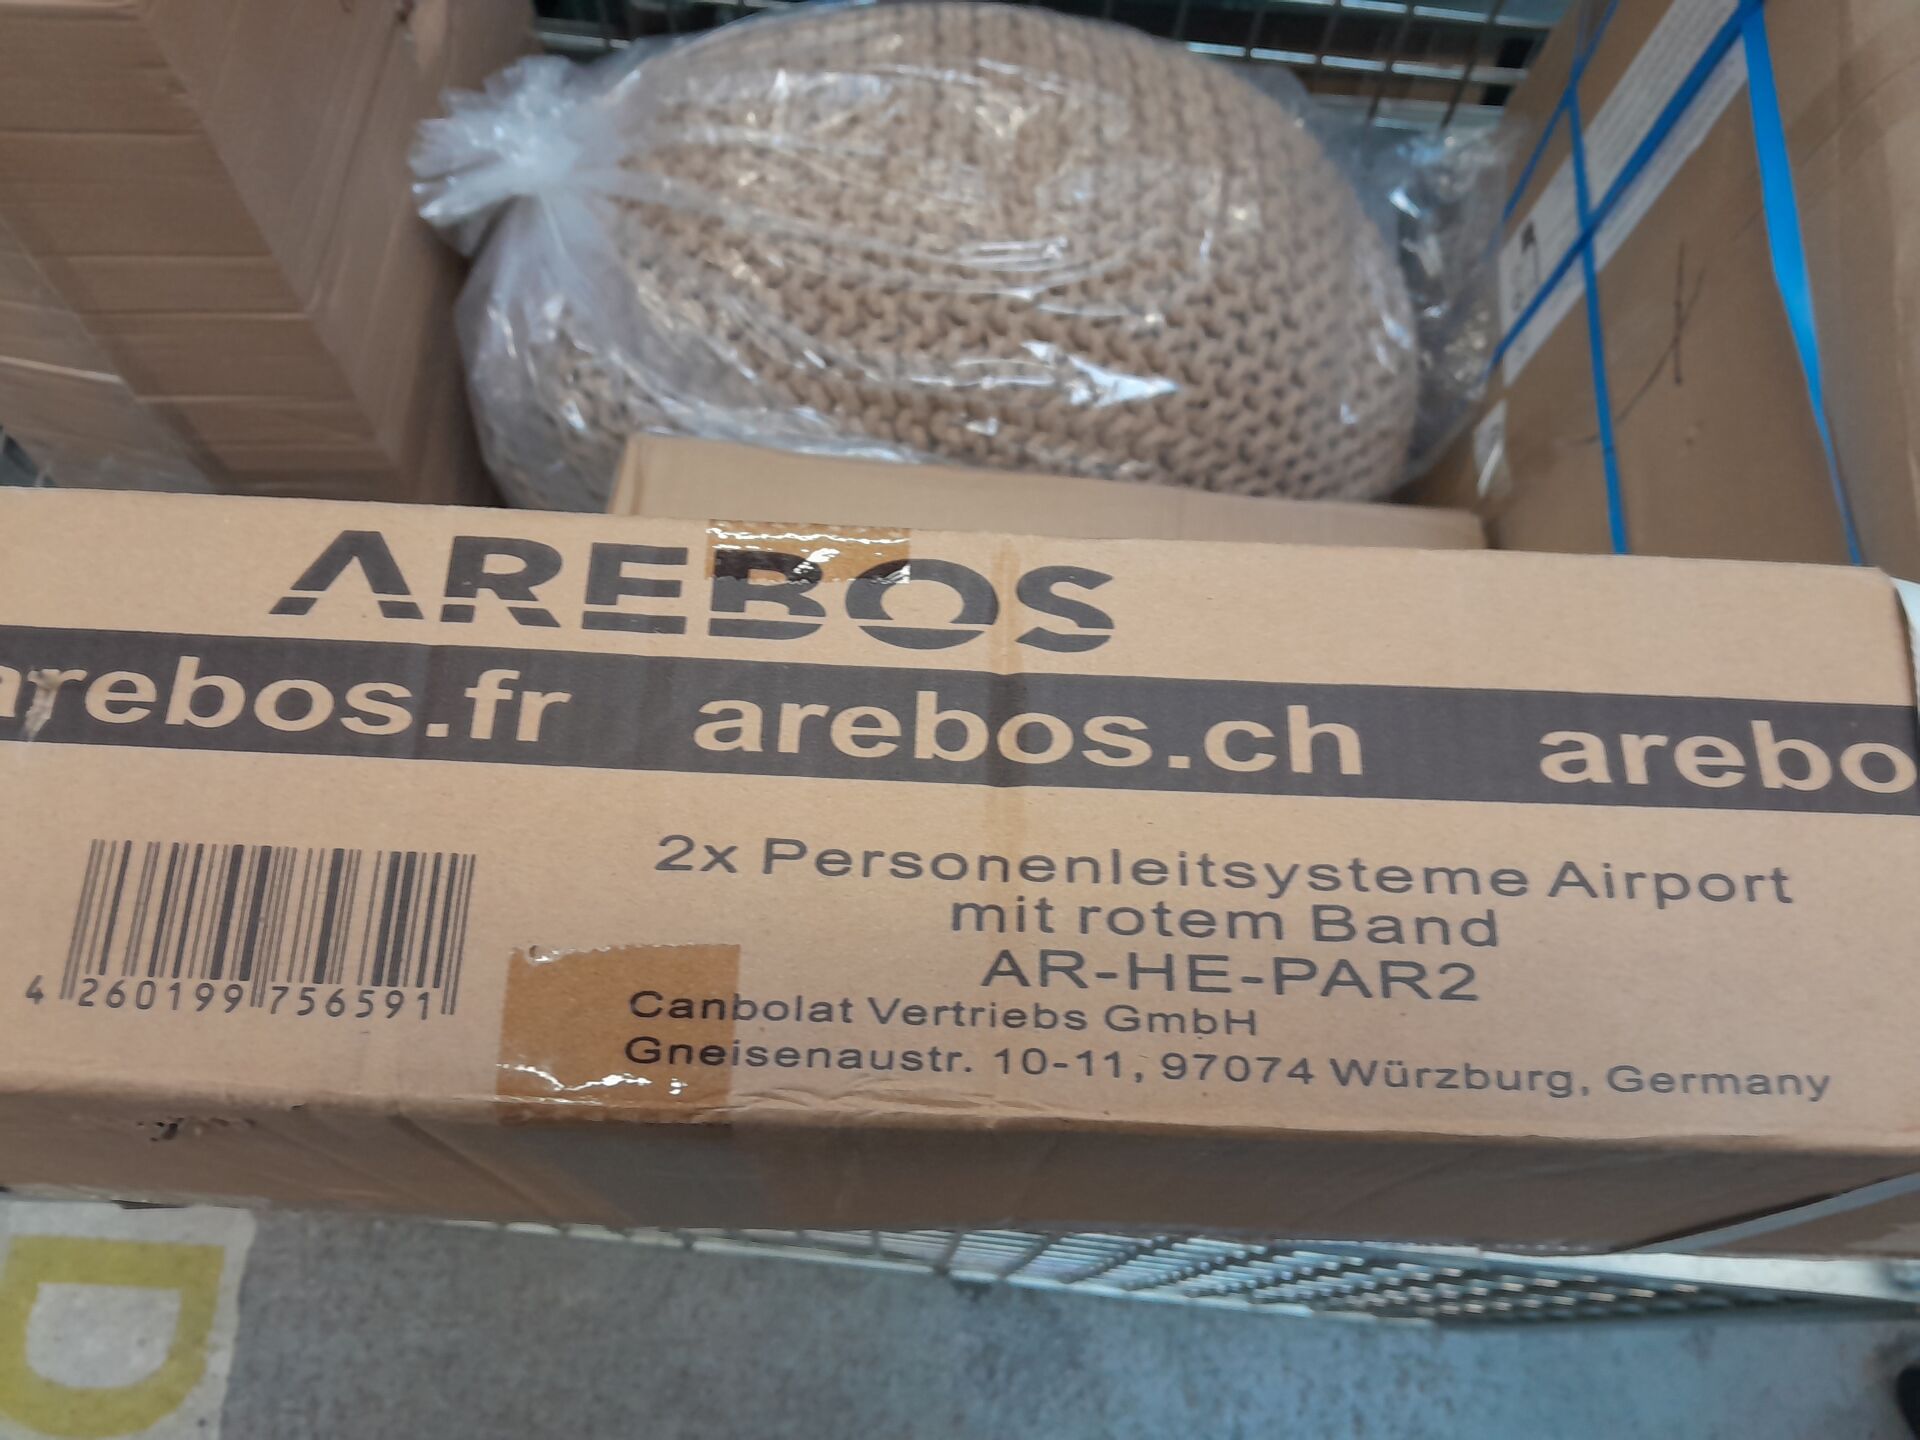 AREBOS
arebos.fr arebos.ch arebo
2x Personenleitsysteme Airport
mit rotem Band
AR-HE-PAR2
Canbolat Vertriebs GmbH
Gneisenaustr. 10-11, 97074 Würzburg, Germany
4 260199 756591
D